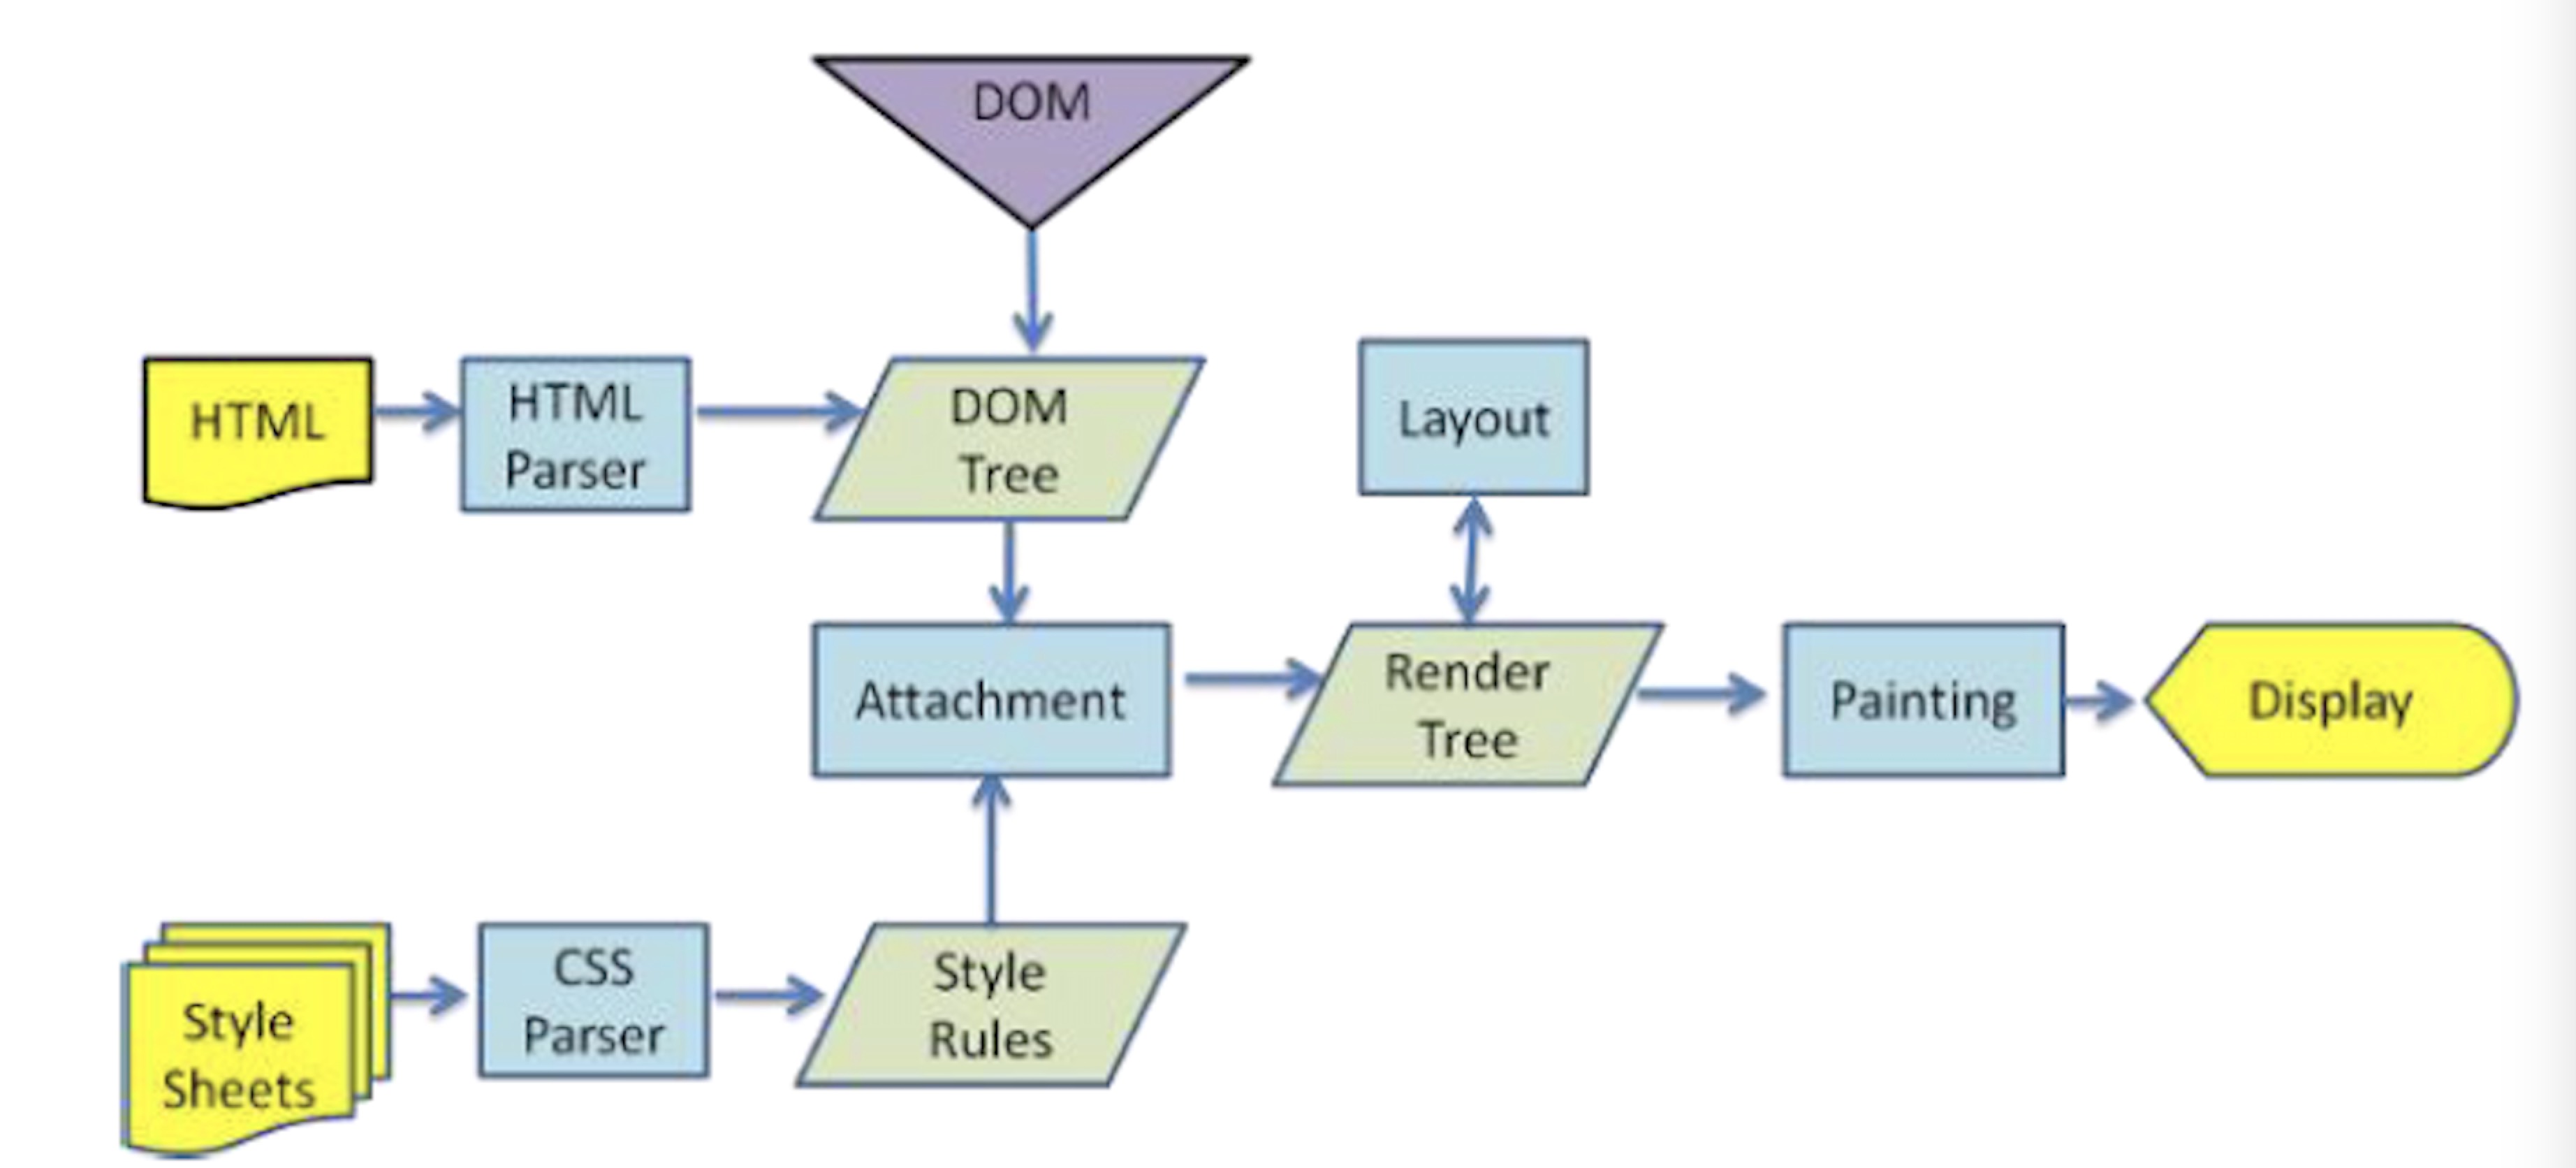 DOM
HTML
HTML
Parser
DOM
Tree
Layout
Attachment
Render
Tree
Painting
Display
Style
Sheets
CSS
Parser
Style
Rules